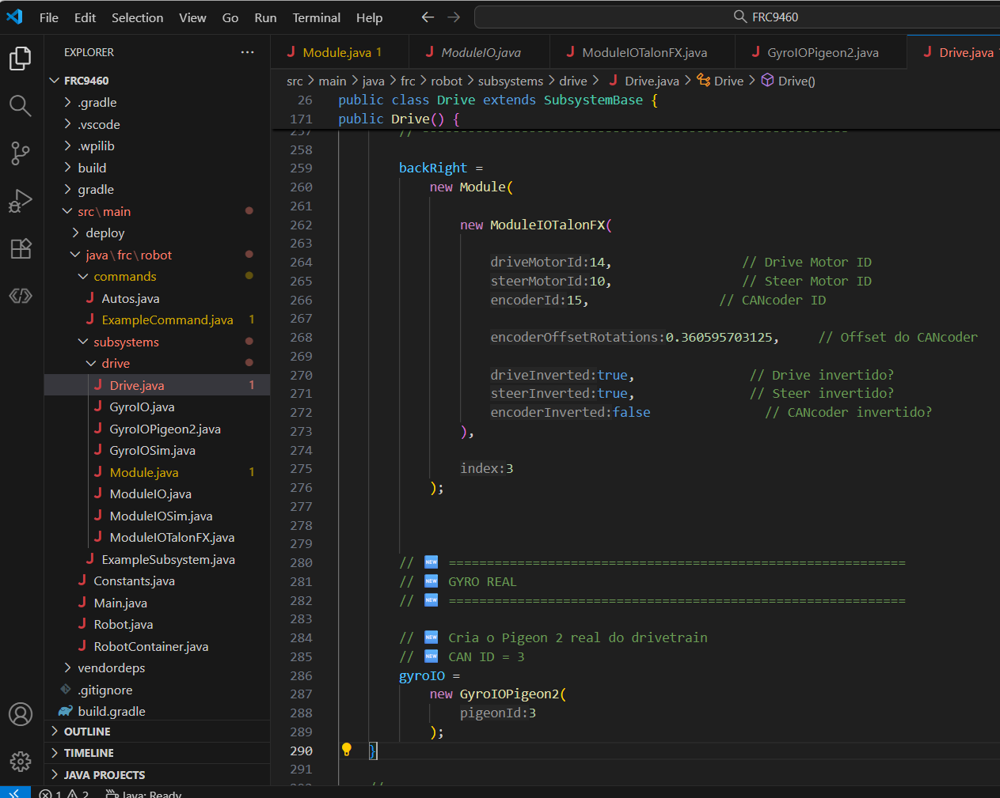 File Edit Selection View Go Run Terminal Help ← → FRC9460
EXPLORER ...
FRC9460
.gradle
.vscode
.wpilib
build
gradle
src\main
deploy
java\frc\robot
commands
Autos.java
ExampleCommand.java 1
subsystems
drive
Drive.java 1
GyroIO.java
GyroIOPigeon2.java
GyroIOSim.java
Module.java 1
ModuleIO.java
ModuleIOSim.java
ModuleIOTalonFX.java
ExampleSubsystem.java
Constants.java
Main.java
Robot.java
RobotContainer.java
vendordeps
.gitignore
build.gradle
OUTLINE
TIMELINE
JAVA PROJECTS
Module.java 1 ModuleIO.java ModuleIOTalonFX.java GyroIOPigeon2.java Drive.java 1
src > main > java > frc > robot > subsystems > drive > Drive.java > Drive > Drive()
26 public class Drive extends SubsystemBase {
171 public Drive() {
257 // ========================================================
258
259 backRight =
260 new Module(
261
262 new ModuleIOTalonFX(
263
264 driveMotorId:14, // Drive Motor ID
265 steerMotorId:10, // Steer Motor ID
266 encoderId:15, // CANcoder ID
267
268 encoderOffsetRotations:0.360595703125, // Offset do CANcoder
269
270 driveInverted:true, // Drive invertido?
271 steerInverted:true, // Steer invertido?
272 encoderInverted:false // CANcoder invertido?
273 ),
274
275 index:3
276 );
277
278
279
280 // 🆕 ============================================================
281 // 🆕 GYRO REAL
282 // 🆕 ============================================================
283
284 // 🆕 Cria o Pigeon 2 real do drivetrain
285 // 🆕 CAN ID = 3
286 gyroIO =
287 new GyroIOPigeon2(
288 pigeonId:3
289 );
290 }
291
1 2 Java: Ready